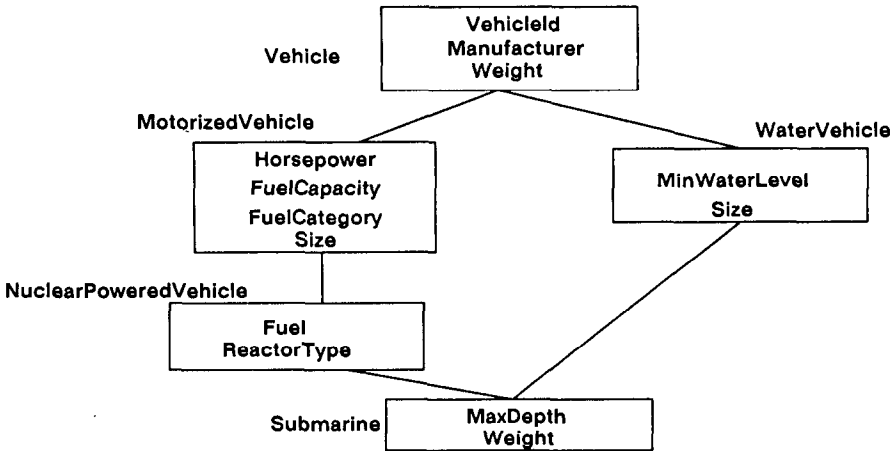 VehicleId
Manufacturer
Weight
Vehicle
MotorizedVehicle
WaterVehicle
Horsepower
FuelCapacity
FuelCategory
Size
MinWaterLevel
Size
NuclearPoweredVehicle
Fuel
ReactorType
Submarine
MaxDepth
Weight